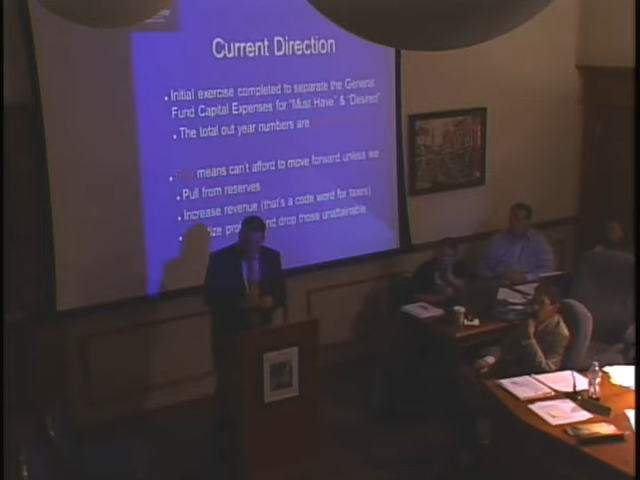 Current Direction
• Initial exercise completed to separate the General
Fund Capital Expenses for "Must Have" & "Desired"
• The total out year numbers are
• means can't afford to move forward unless we
• Pull from reserves
• Increase revenue (that's a code word for taxes)
and drop those unattainable